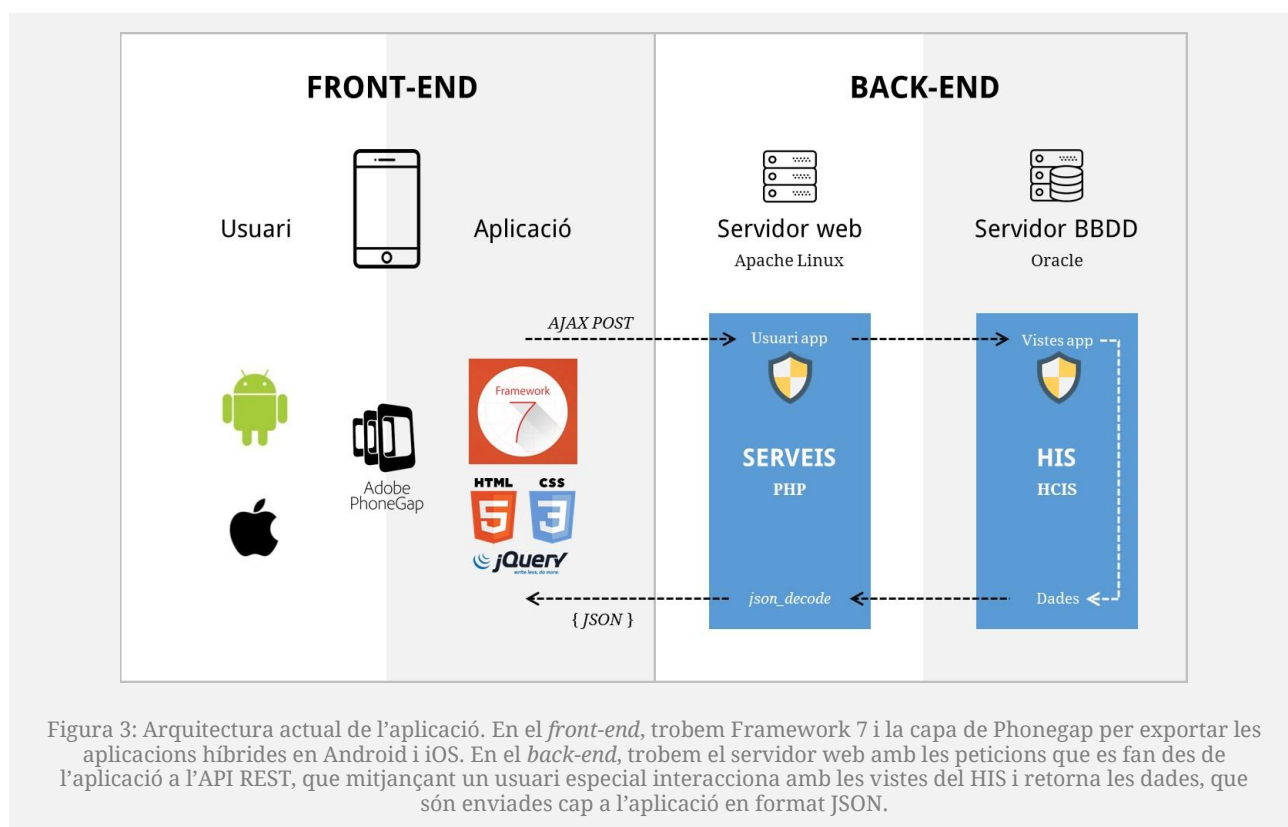 FRONT-END
BACK-END
Usuari
Aplicació
Servidor web
Apache Linux
Servidor BBDD
Oracle
AJAX POST
Usuari app
Vistes app
Framework
7
Adobe
PhoneGap
HTML
CSS
5
3
jQuery
write less, do more.
SERVEIS
PHP
HIS
HCIS
{ JSON }
json_decode
Dades
Figura 3: Arquitectura actual de l’aplicació. En el front-end, trobem Framework 7 i la capa de Phonegap per exportar les
aplicacions híbrides en Android i iOS. En el back-end, trobem el servidor web amb les peticions que es fan des de
l’aplicació a l’API REST, que mitjançant un usuari especial interacciona amb les vistes del HIS i retorna les dades, que
són enviades cap a l’aplicació en format JSON.